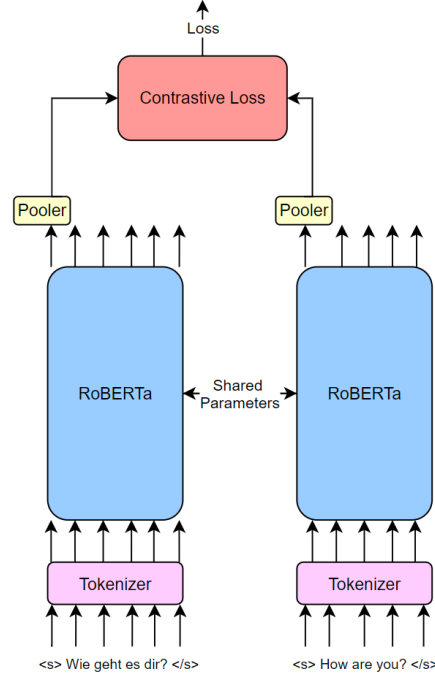 Loss
Contrastive Loss
Pooler
Pooler
RoBERTa
Shared
Parameters
RoBERTa
Tokenizer
Tokenizer
<s> Wie geht es dir? </s>
<s> How are you? </s>